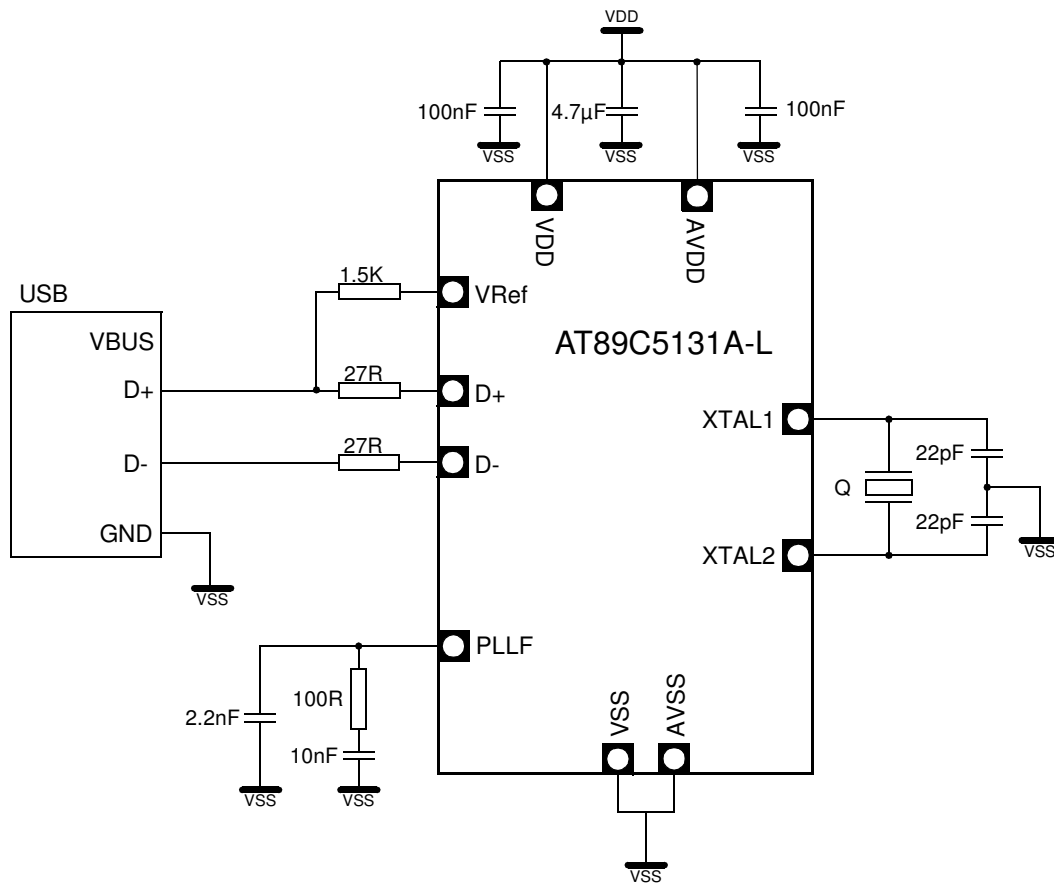 VDD
100nF
4.7µF
100nF
VSS
VSS
VSS
VDD
AVDD
1.5K
VRef
USB
VBUS
AT89C5131A-L
D+
27R
D+
XTAL1
D-
27R
D-
22pF
Q
22pF
GND
VSS
XTAL2
VSS
PLLF
100R
2.2nF
10nF
VSS
AVSS
VSS
VSS
VSS